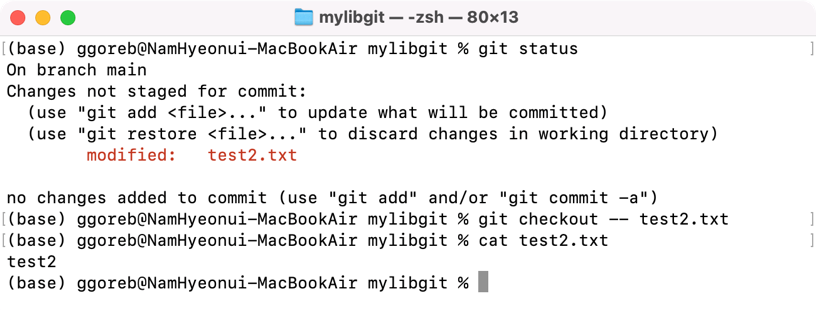 mylibgit — -zsh — 80×13
[(base) ggoreb@NamHyeonui-MacBookAir mylibgit % git status ]
On branch main
Changes not staged for commit:
  (use "git add <file>..." to update what will be committed)
  (use "git restore <file>..." to discard changes in working directory)
        modified:   test2.txt

no changes added to commit (use "git add" and/or "git commit -a")
[(base) ggoreb@NamHyeonui-MacBookAir mylibgit % git checkout -- test2.txt ]
[(base) ggoreb@NamHyeonui-MacBookAir mylibgit % cat test2.txt ]
test2
(base) ggoreb@NamHyeonui-MacBookAir mylibgit %